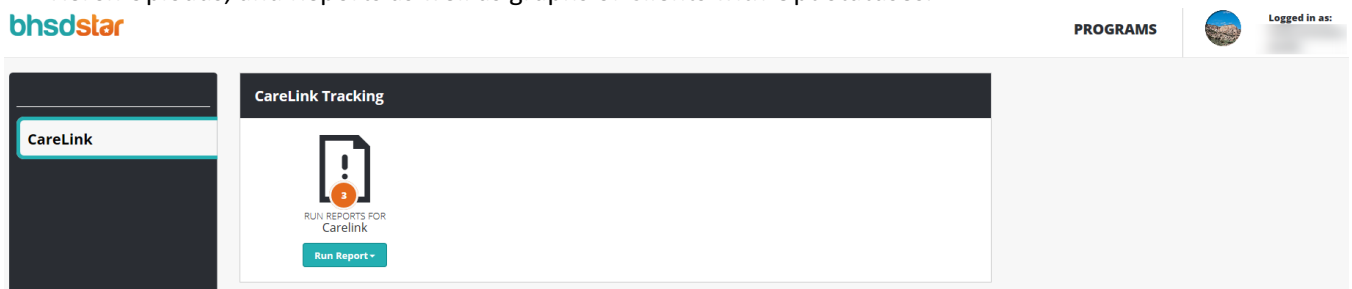 bhsdstar
PROGRAMS
Logged in as:
CareLink
CareLink Tracking
3
RUN REPORTS FOR
Carelink
Run Report